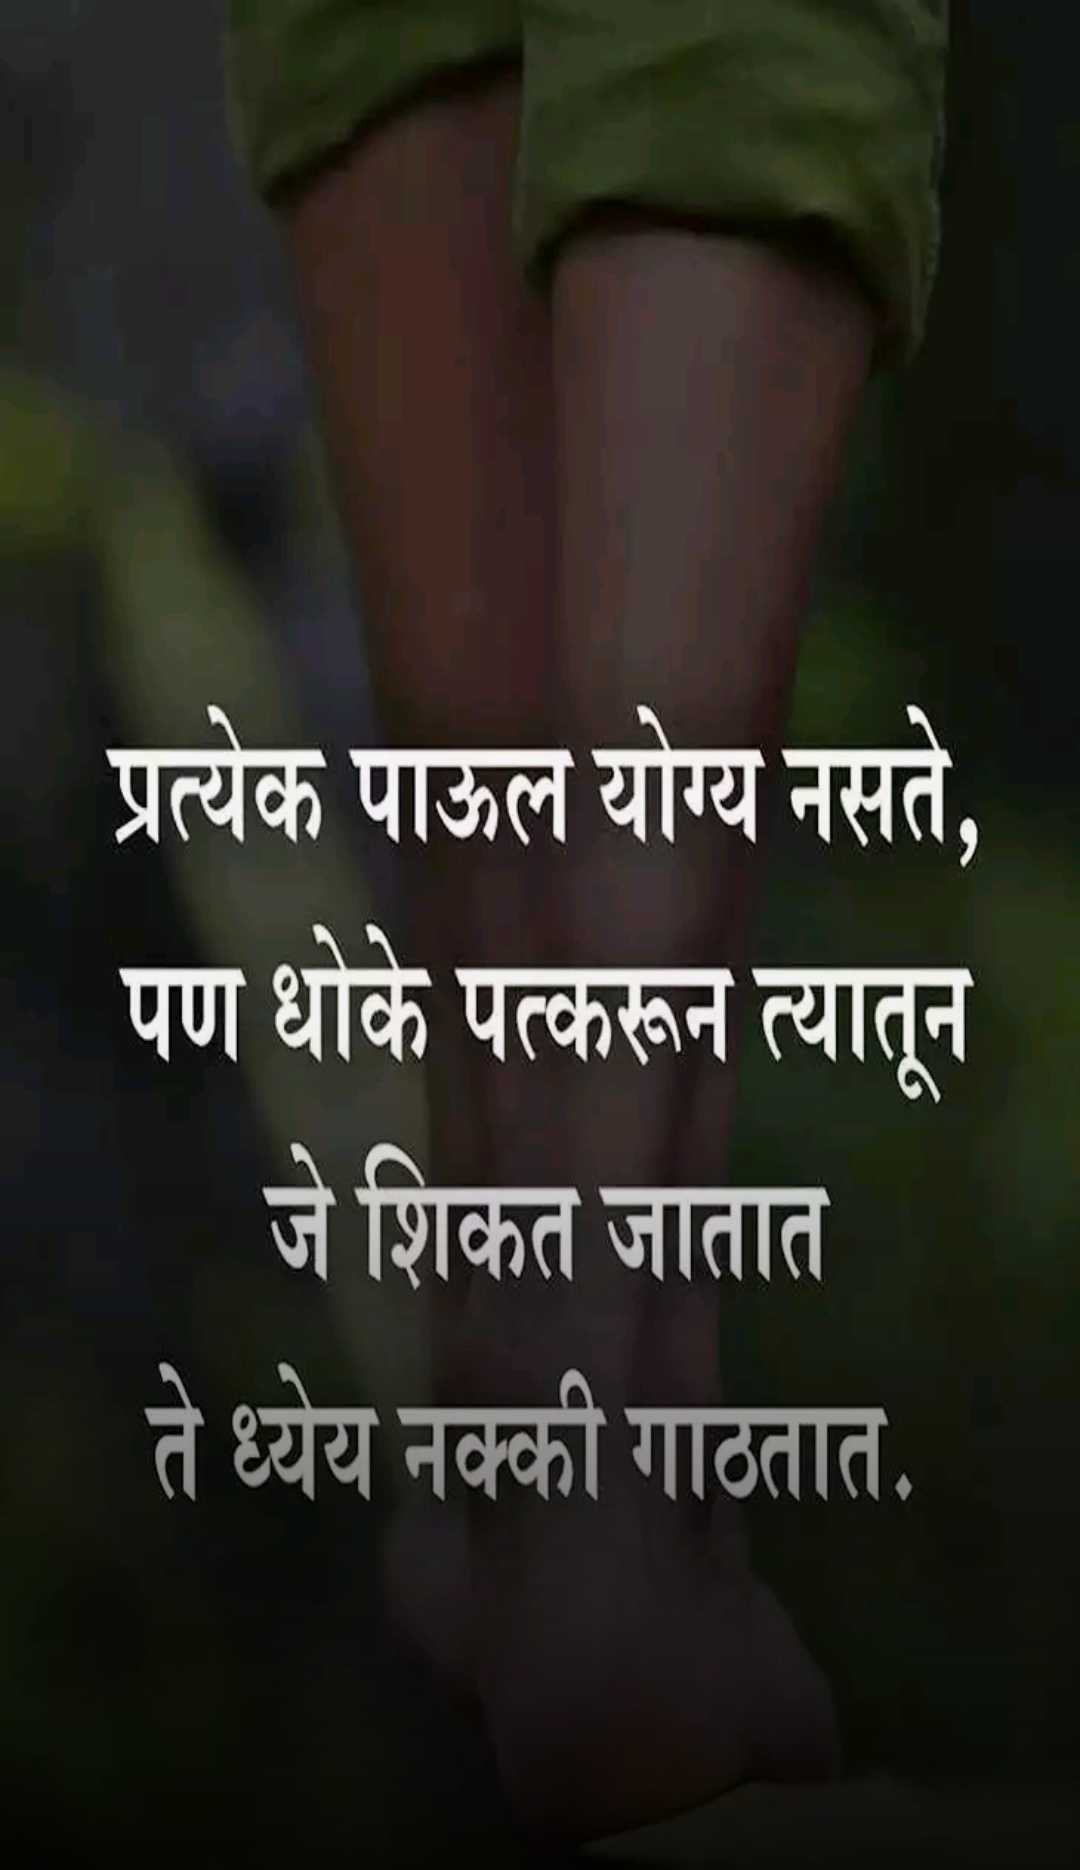 प्रत्येक पाऊल योग्य नसते,
पण धोके पत्करून त्यातून
जे शिकत जातात
ते ध्येय नक्की गाठतात.